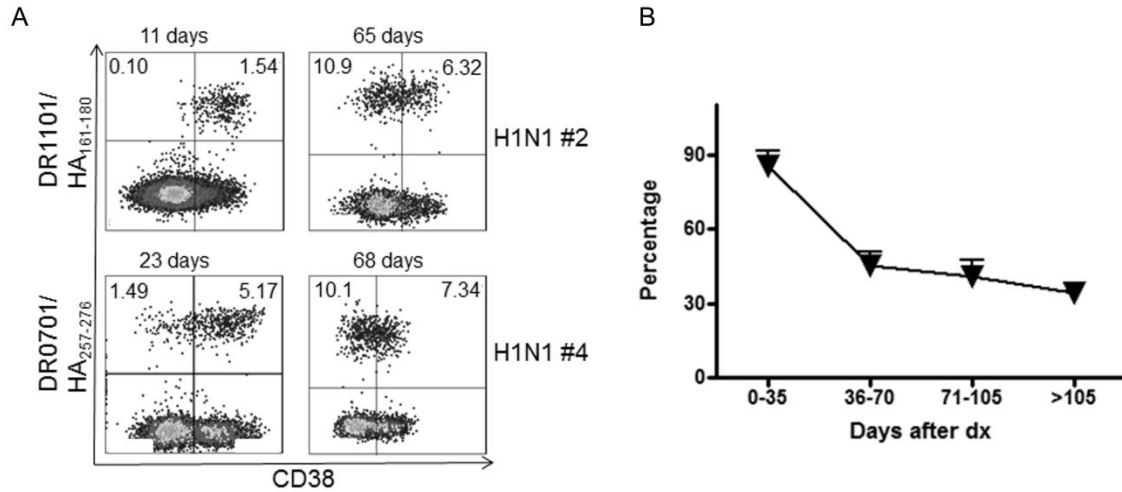 A
11 days
65 days
0.10 1.54
10.9 6.32
DR1101/
HA161-180
H1N1 #2
23 days
68 days
1.49 5.17
10.1 7.34
DR0701/
HA257-276
H1N1 #4
CD38
B
Percentage
90
60
30
0
0-35 36-70 71-105 >105
Days after dx